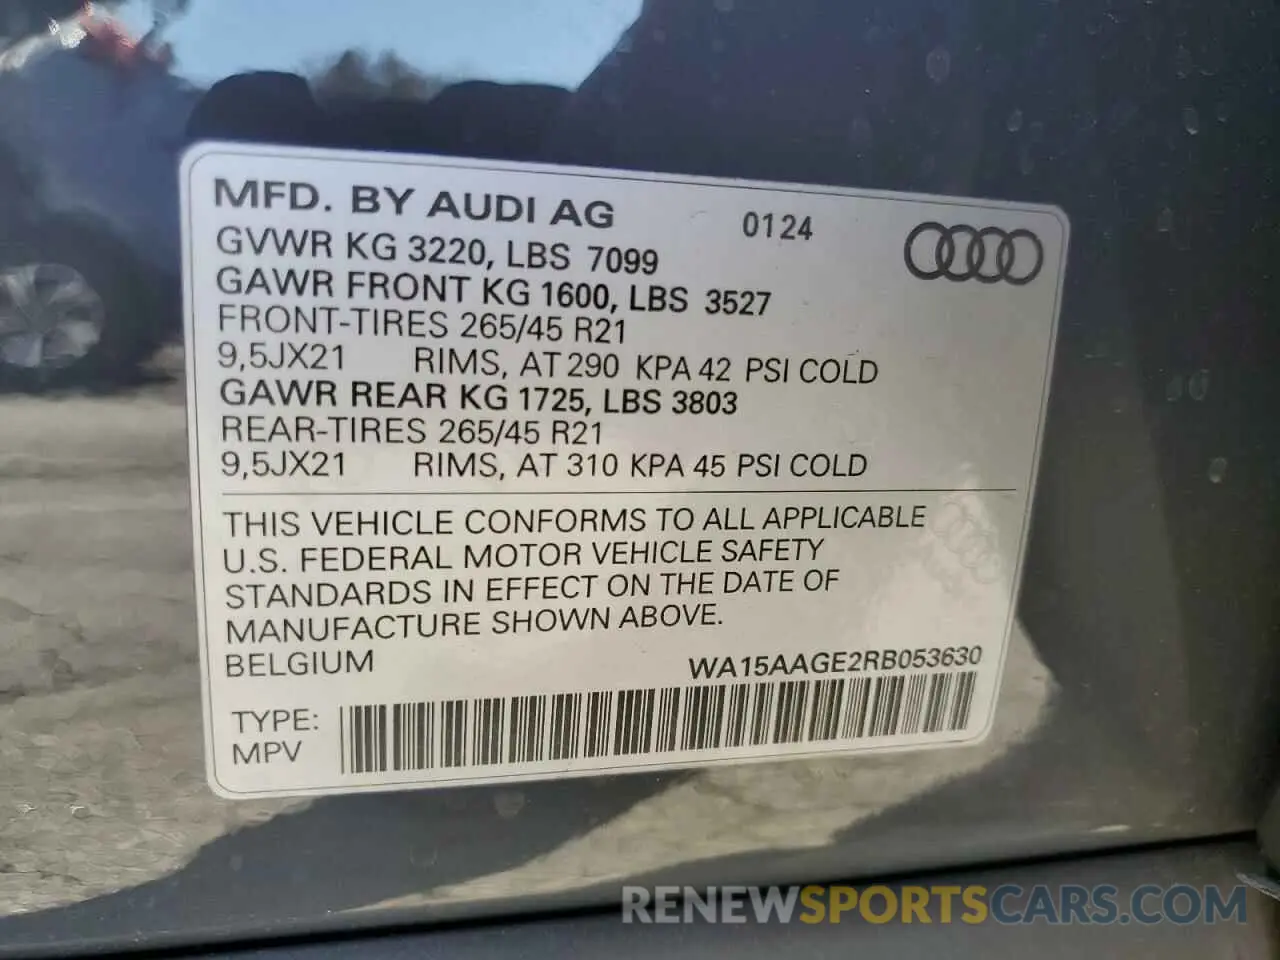 MFD. BY AUDI AG 0124
GVWR KG 3220, LBS 7099
GAWR FRONT KG 1600, LBS 3527
FRONT-TIRES 265/45 R21
9,5JX21 RIMS, AT 290 KPA 42 PSI COLD
GAWR REAR KG 1725, LBS 3803
REAR-TIRES 265/45 R21
9,5JX21 RIMS, AT 310 KPA 45 PSI COLD
THIS VEHICLE CONFORMS TO ALL APPLICABLE
U.S. FEDERAL MOTOR VEHICLE SAFETY
STANDARDS IN EFFECT ON THE DATE OF
MANUFACTURE SHOWN ABOVE.
BELGIUM WA15AAGE2RB053630
TYPE:
MPV
RENEWSPORTSCARS.COM